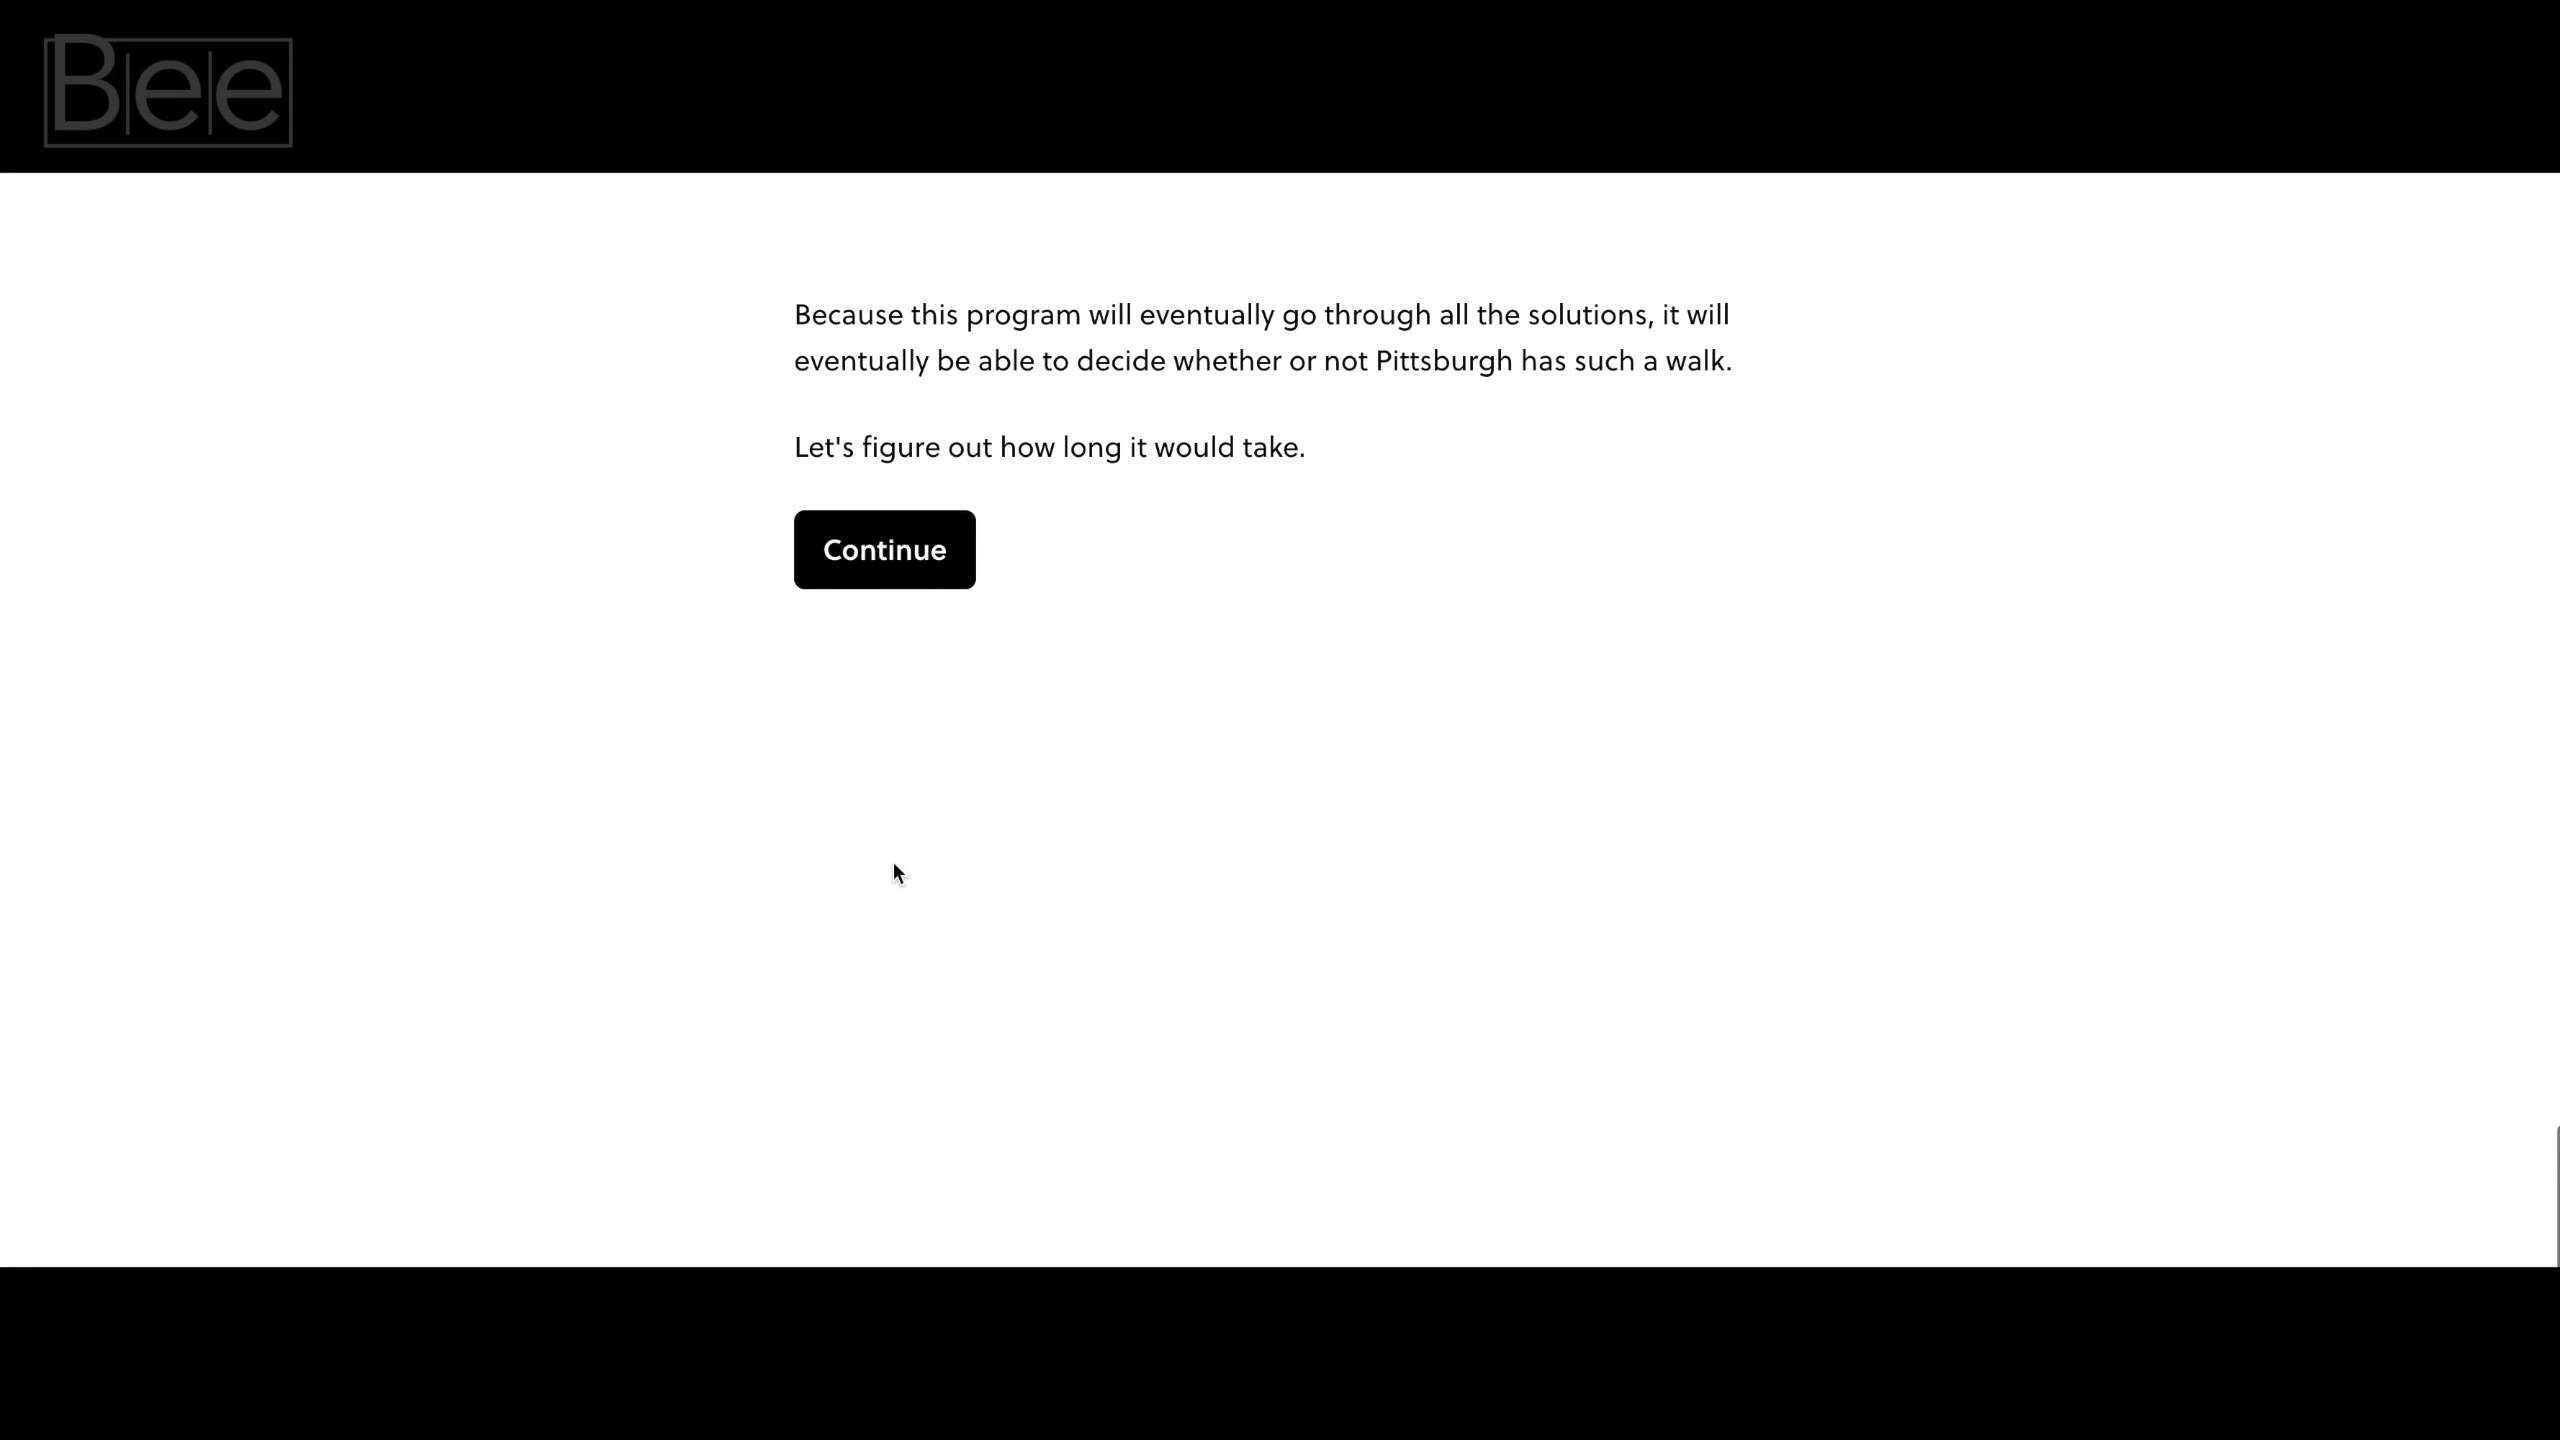 Bee
Because this program will eventually go through all the solutions, it will
eventually be able to decide whether or not Pittsburgh has such a walk.
Let's figure out how long it would take.
Continue